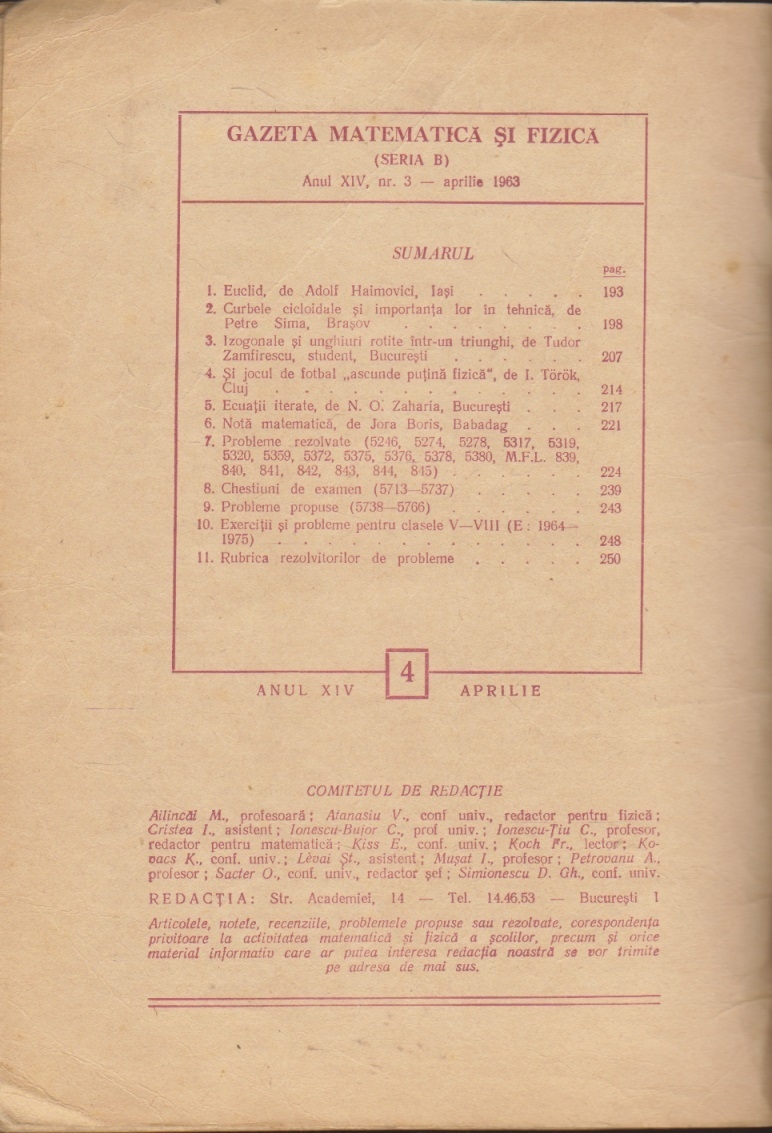 GAZETA MATEMATICĂ ŞI FIZICĂ
(SERIA B)
Anul XIV, nr. 3 — aprilie 1963
SUMARUL
pag.
1. Euclid, de Adolf Haimovici, Iaşi . . . . . 193
2. Curbele cicloidale şi importanţa lor în tehnică, de
Petre Sima, Braşov . . . . . . . . 198
3. Izogonale şi unghiuri rotite într-un triunghi, de Tudor
Zamfirescu, student, Bucureşti . . . . . . 207
4. Şi jocul de fotbal „ascunde puţină fizică", de I. Török,
Cluj . . . . . . . . . . . . . 214
5. Ecuaţii iterate, de N. O. Zaharia, Bucureşti . . . 217
6. Notă matematică, de Jora Boris, Babadag . . . 221
7. Probleme rezolvate (5246, 5274, 5278, 5317, 5319,
5320, 5359, 5372, 5375, 5376, 5378, 5380, M.F.L. 839,
840, 841, 842, 843, 844, 845) . . . . . . 224
8. Chestiuni de examen (5713—5737) . . . . . 239
9. Probleme propuse (5738—5766) . . . . . . 243
10. Exerciţii şi probleme pentru clasele V—VIII (E : 1964—
1975) . . . . . . . . . . . . . 248
11. Rubrica rezolvitorilor de probleme . . . . . 250
ANUL XIV 4 APRILIE
COMITETUL DE REDACŢIE
Ailincăi M., profesoară ; Atanasiu V., conf univ., redactor pentru fizică ;
Cristea I., asistent ; Ionescu-Bujor C., prof univ. ; Ionescu-Ţiu C., profesor,
redactor pentru matematică ; Kiss E., conf. univ. ; Koch Fr., lector ; Ko-
vacs K., conf. univ. ; Lèvai Şt., asistent ; Muşat I., profesor ; Petrovanu A.,
profesor ; Sacter O., conf. univ., redactor şef ; Simionescu D. Gh., conf. univ.
REDACŢIA: Str. Academiei, 14 — Tel. 14.46.53 — Bucureşti 1
Articolele, notele, recenziile, problemele propuse sau rezolvate, corespondenţa
privitoare la activitatea matematică şi fizică a şcolilor, precum şi orice
material informativ care ar putea interesa redacţia noastră se vor trimite
pe adresa de mai sus.